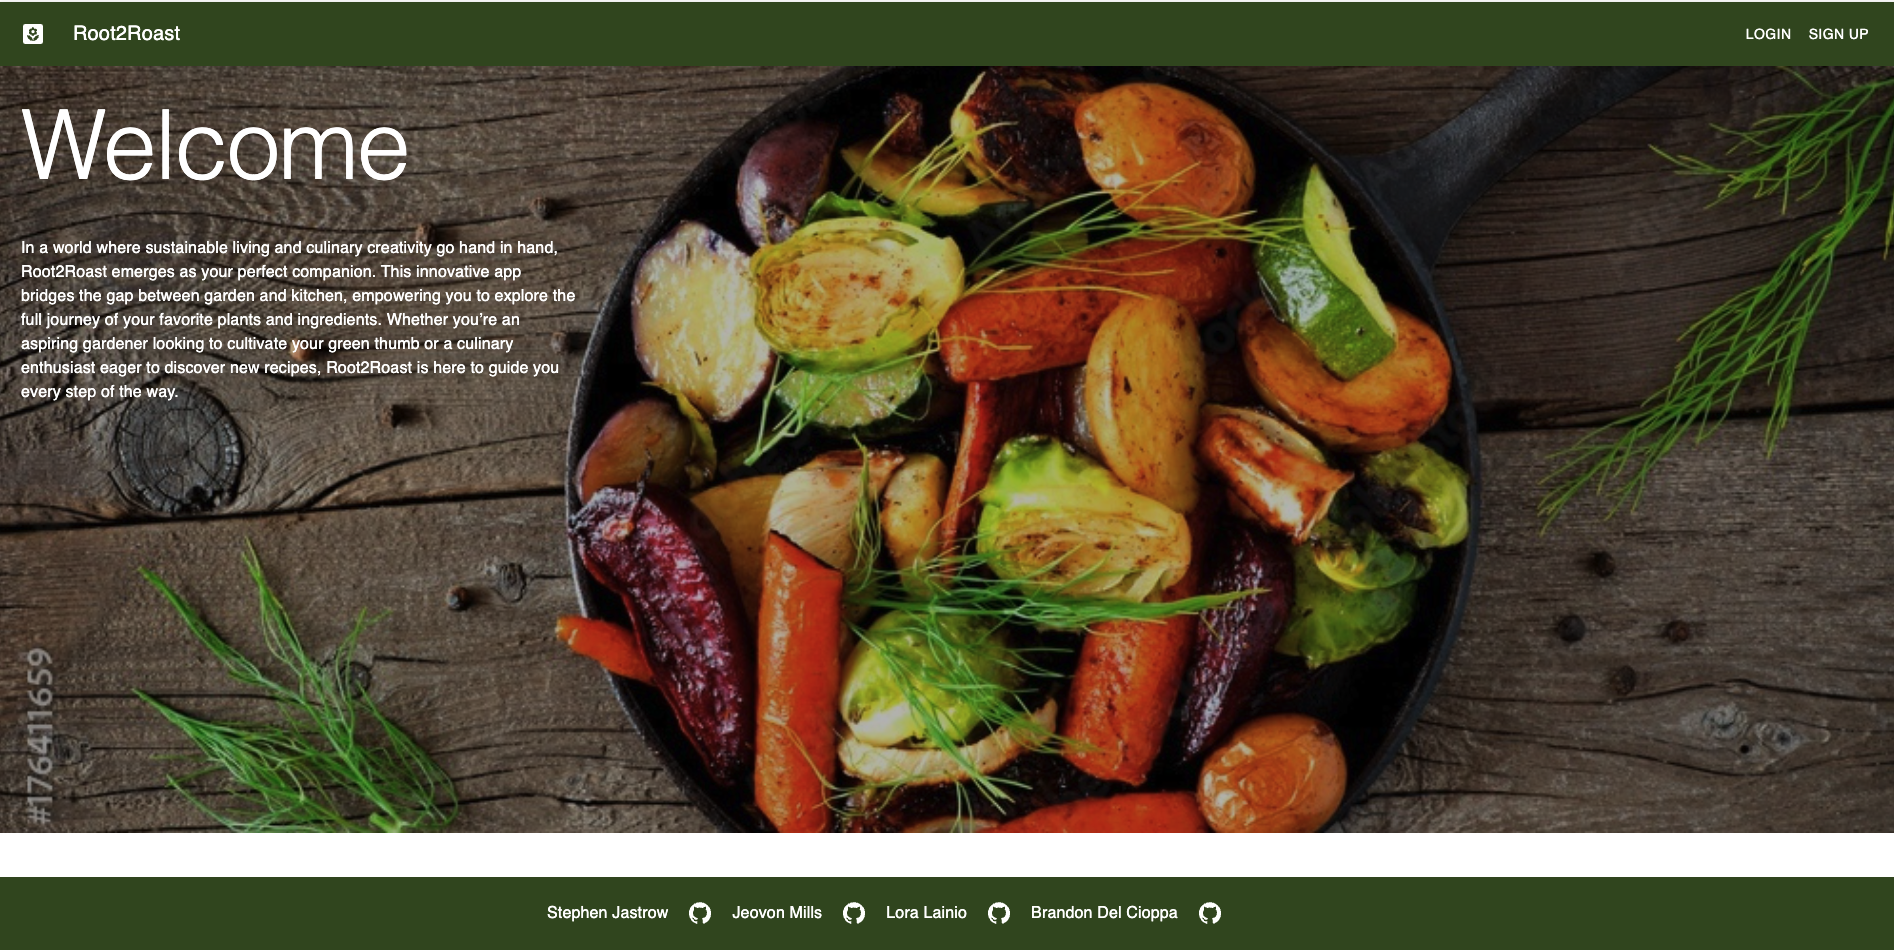 Root2Roast
LOGIN SIGN UP
Welcome
In a world where sustainable living and culinary creativity go hand in hand,
Root2Roast emerges as your perfect companion. This innovative app
bridges the gap between garden and kitchen, empowering you to explore the
full journey of your favorite plants and ingredients. Whether you’re an
aspiring gardener looking to cultivate your green thumb or a culinary
enthusiast eager to discover new recipes, Root2Roast is here to guide you
every step of the way.
#176411659
Stephen Jastrow Jeovon Mills Lora Lainio Brandon Del Cioppa